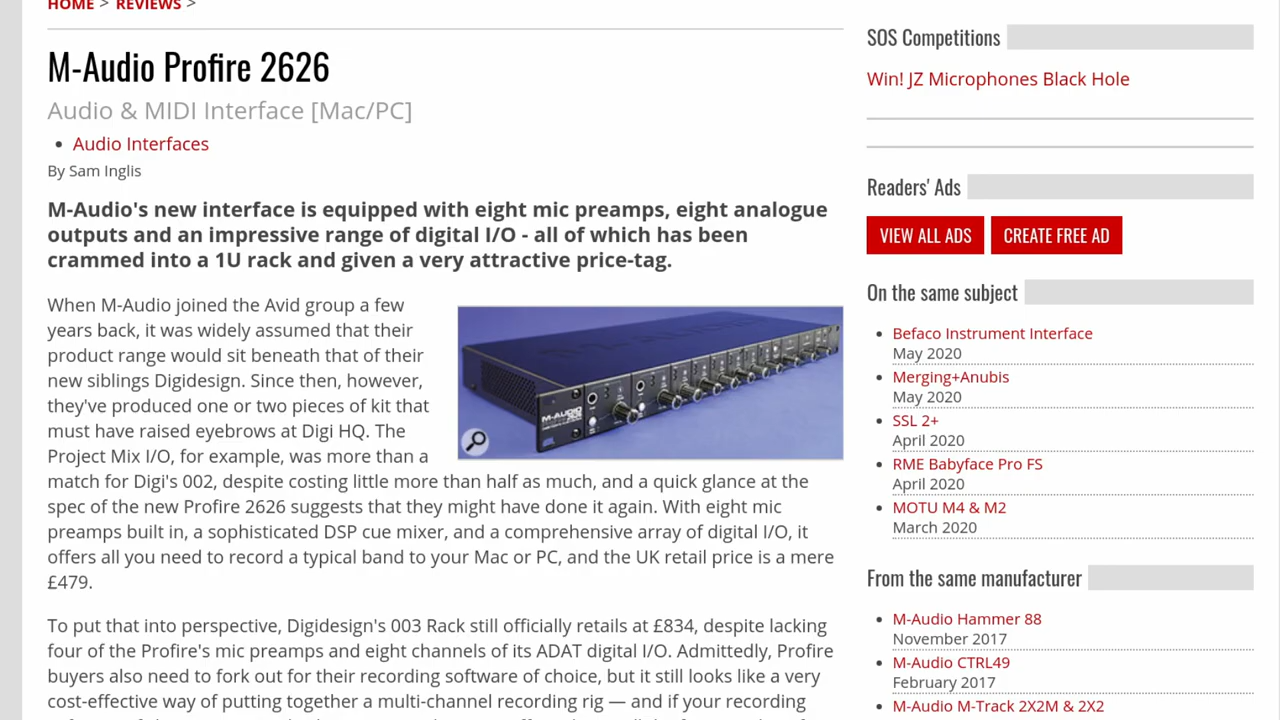 HOME > REVIEWS >
M-Audio Profire 2626
Audio & MIDI Interface [Mac/PC]
• Audio Interfaces
By Sam Inglis
M-Audio's new interface is equipped with eight mic preamps, eight analogue
outputs and an impressive range of digital I/O - all of which has been
crammed into a 1U rack and given a very attractive price-tag.
When M-Audio joined the Avid group a few
years back, it was widely assumed that their
product range would sit beneath that of their
new siblings Digidesign. Since then, however,
they've produced one or two pieces of kit that
must have raised eyebrows at Digi HQ. The
Project Mix I/O, for example, was more than a
match for Digi's 002, despite costing little more than half as much, and a quick glance at the
spec of the new Profire 2626 suggests that they might have done it again. With eight mic
preamps built in, a sophisticated DSP cue mixer, and a comprehensive array of digital I/O, it
offers all you need to record a typical band to your Mac or PC, and the UK retail price is a mere
£479.
To put that into perspective, Digidesign's 003 Rack still officially retails at £834, despite lacking
four of the Profire's mic preamps and eight channels of its ADAT digital I/O. Admittedly, Profire
buyers also need to fork out for their recording software of choice, but it still looks like a very
cost-effective way of putting together a multi-channel recording rig — and if your recording
M-AUDIO
SOS Competitions
Win! JZ Microphones Black Hole
Readers' Ads
VIEW ALL ADS
CREATE FREE AD
On the same subject
• Befaco Instrument Interface
May 2020
• Merging+Anubis
May 2020
• SSL 2+
April 2020
• RME Babyface Pro FS
April 2020
• MOTU M4 & M2
March 2020
From the same manufacturer
• M-Audio Hammer 88
November 2017
• M-Audio CTRL49
February 2017
• M-Audio M-Track 2X2M & 2X2